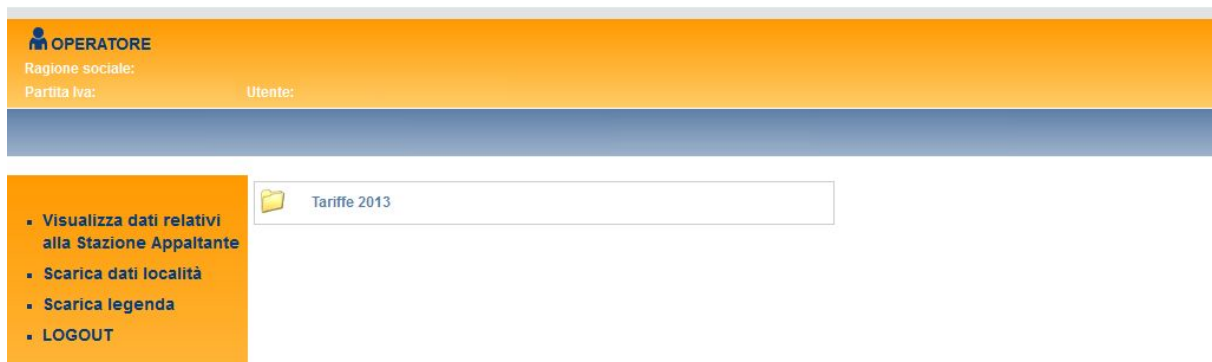 OPERATORE
Ragione sociale:
Partita Iva: Utente:
Tariffe 2013
Visualizza dati relativi
alla Stazione Appaltante
Scarica dati località
Scarica legenda
LOGOUT